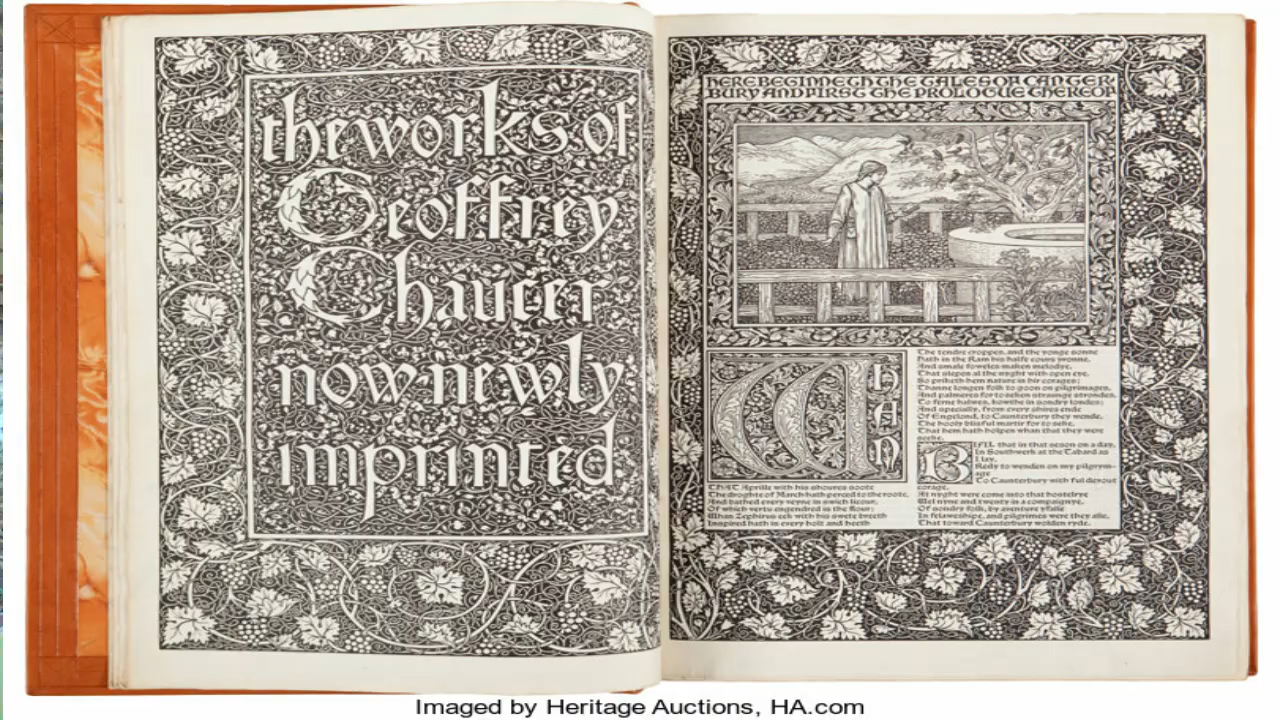 the works of
Geoffrey
Chaucer
now newly
imprinted
HERE BEGINNETH THE TALES OF CANTER-
BURY AND FIRST THE PROLOGUE THEREOF
WHAN
THAT Aprille with his shoures soote
The droghte of March hath perced to the roote,
And bathed every veyne in swich licour,
Of which vertu engendred is the flour;
Whan Zephirus eek with his swete breeth
Inspired hath in every holt and heeth
The tendre croppes, and the yonge sonne
Hath in the Ram his halfe cours yronne,
And smale foweles maken melodye,
That slepen al the nyght with open eye,
So priketh hem nature in hir corages;
Thanne longen folk to goon on pilgrimages,
And palmeres for to seken straunge strondes,
To ferne halwes, kowthe in sondry londes;
And specially, from every shires ende
Of Engelond, to Caunterbury they wende,
The hooly blisful martir for to seke,
That hem hath holpen whan that they were
seeke.
BIFIL that in that seson on a day,
In Southwerk at the Tabard as
I lay,
Redy to wenden on my pilgrym-
age
To Caunterbury with ful devout
corage,
At nyght were come into that hostelrye
Wel nyne and twenty in a compaignye,
Of sondry folk, by aventure yfalle
In felaweshipe, and pilgrimes were they alle,
That toward Caunterbury wolden ryde.
Imaged by Heritage Auctions, HA.com